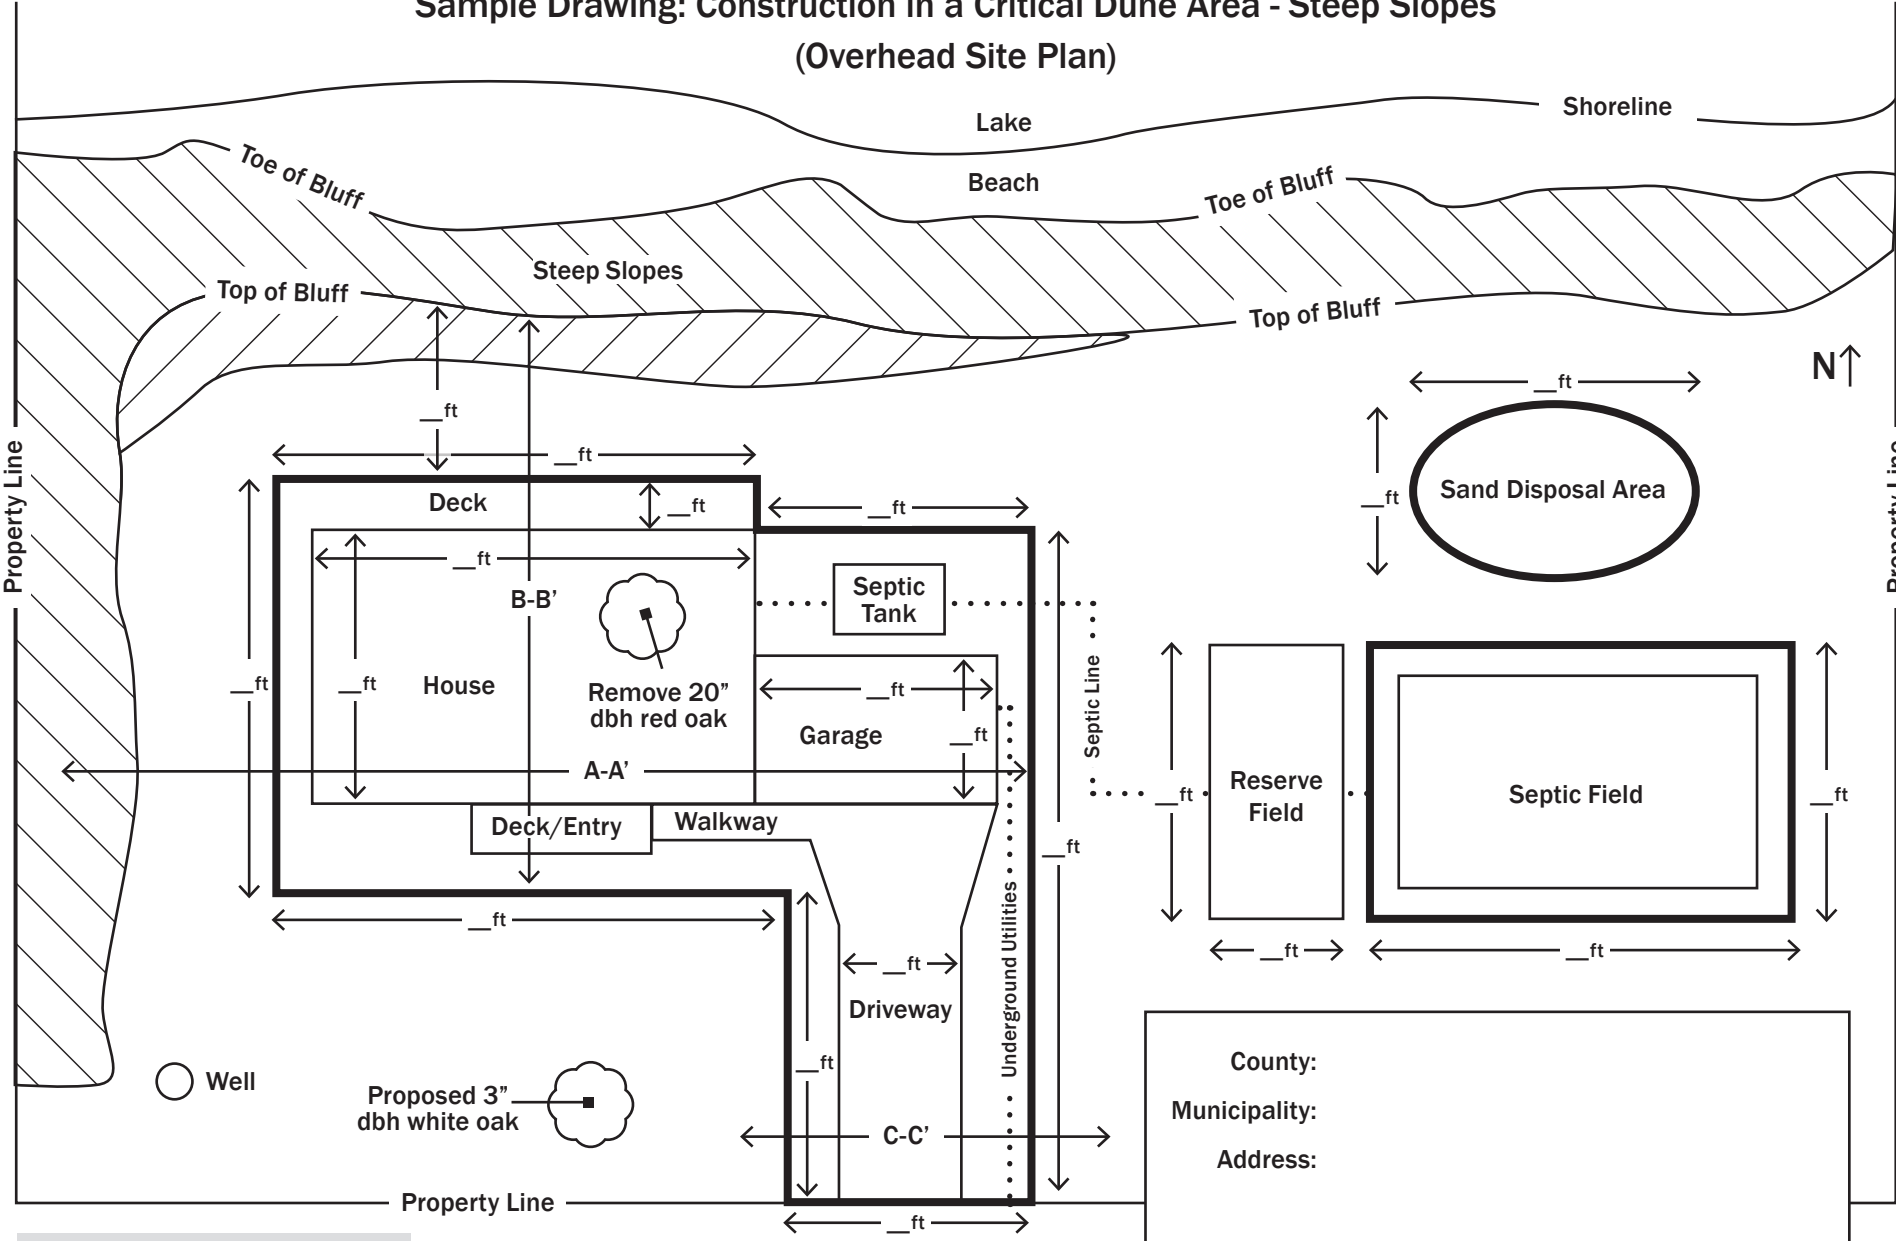 Sample Drawing: Construction in a Critical Dune Area - Steep Slopes
(Overhead Site Plan)
Shoreline
Lake
Beach
Toe of Bluff
Toe of Bluff
Steep Slopes
Top of Bluff
Top of Bluff
N
__ft
__ft
__ft
__ft
Sand Disposal Area
Property Line
Property Line
Deck
__ft
__ft
__ft
B-B’
Septic
Tank
__ft
__ft
House
Remove 20”
dbh red oak
__ft
Garage
__ft
A-A’
Septic Line
__ft
Reserve
Field
Septic Field
__ft
Deck/Entry
Walkway
__ft
__ft
__ft
Driveway
Underground Utilities
__ft
__ft
__ft
Well
Proposed 3”
dbh white oak
C-C’
Property Line
__ft
County:
Municipality:
Address: